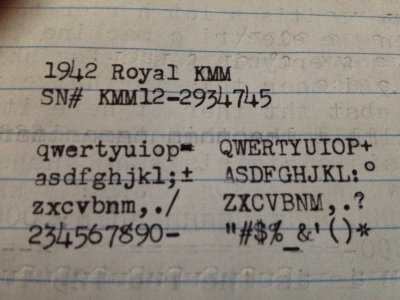 1942 Royal KMM
SN# KMM12-2934745
qwertyuiop= QWERTYUIOP+
asdfghjkl;± ASDFGHJKL:°
zxcvbnm,./ ZXCVBNM,.?
234567890- "#$%_&'()*